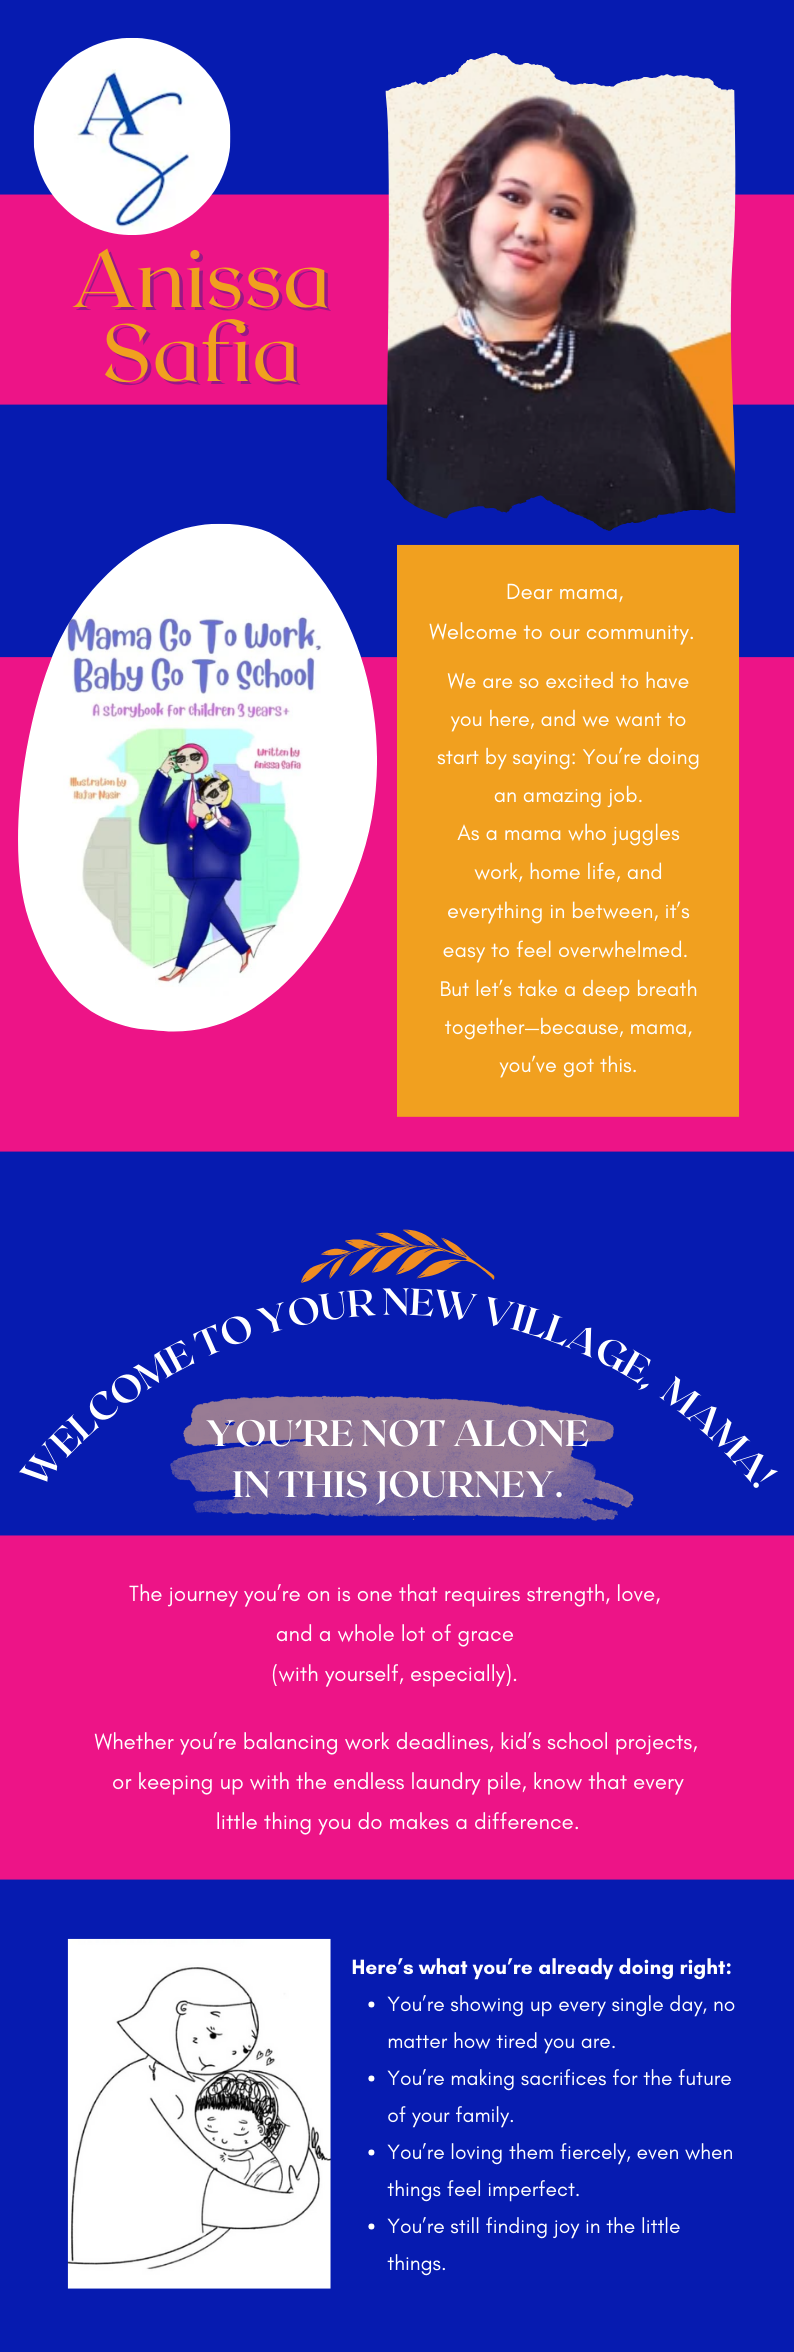 AS
Anissa
Safia
Mama Go To Work,
Baby Go To School
A storybook for children 3 years+
Written by
Anissa Safia
Illustration by
HaJar Nasir
Dear mama,
Welcome to our community.
We are so excited to have
you here, and we want to
start by saying: You're doing
an amazing job.
As a mama who juggles
work, home life, and
everything in between, it's
easy to feel overwhelmed.
But let's take a deep breath
together—because, mama,
you've got this.
WELCOME TO YOUR NEW VILLAGE, MAMA!
YOU'RE NOT ALONE
IN THIS JOURNEY.
The journey you're on is one that requires strength, love,
and a whole lot of grace
(with yourself, especially).
Whether you're balancing work deadlines, kid's school projects,
or keeping up with the endless laundry pile, know that every
little thing you do makes a difference.
Here's what you're already doing right:
• You're showing up every single day, no
matter how tired you are.
• You're making sacrifices for the future
of your family.
• You're loving them fiercely, even when
things feel imperfect.
• You're still finding joy in the little
things.